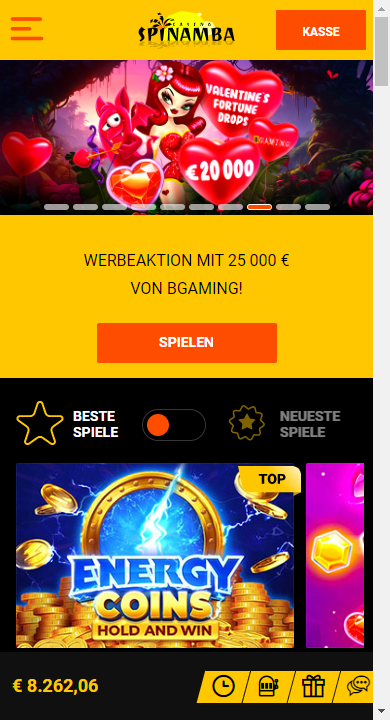 CASINO
SPINAMBA
KASSE
VALENTINE'S
FORTUNE
DROPS
BGAMING
€20 000
WERBEAKTION MIT 25 000 €
VON BGAMING!
SPIELEN
BESTE
SPIELE
NEUESTE
SPIELE
TOP
ENERGY
COINS
HOLD AND WIN
€ 8.262,06